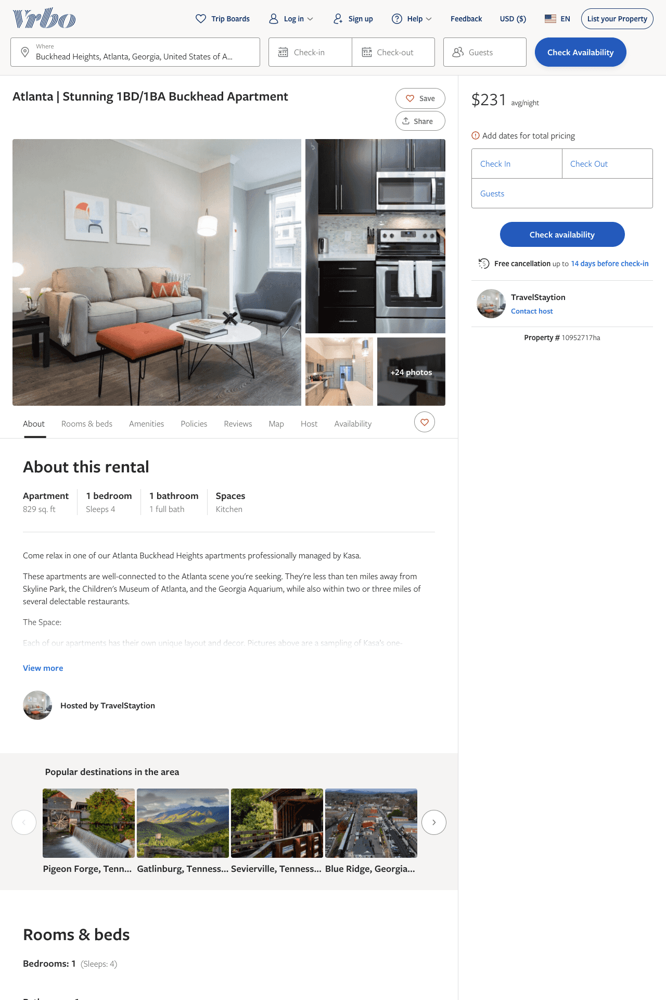 Vrbo
Trip Boards
Log in
Sign up
Help
Feedback
USD ($)
EN
List your Property
Where
Buckhead Heights, Atlanta, Georgia, United States of A...
Check-in
Check-out
Guests
Check Availability
Atlanta | Stunning 1BD/1BA Buckhead Apartment
Save
Share
+24 photos
$231 avg/night
Add dates for total pricing
Check In
Check Out
Guests
Check availability
Free cancellation up to 14 days before check-in
TravelStaytion
Contact host
Property # 10952717ha
About
Rooms & beds
Amenities
Policies
Reviews
Map
Host
Availability
About this rental
Apartment
829 sq. ft
1 bedroom
Sleeps 4
1 bathroom
1 full bath
Spaces
Kitchen
Come relax in one of our Atlanta Buckhead Heights apartments professionally managed by Kasa.
These apartments are well-connected to the Atlanta scene you're seeking. They're less than ten miles away from
Skyline Park, the Children's Museum of Atlanta, and the Georgia Aquarium, while also within two or three miles of
several delectable restaurants.
The Space:
Each of our apartments has their own unique layout and decor. Pictures above are a sampling of Kasa's one-
View more
Hosted by TravelStaytion
Popular destinations in the area
Pigeon Forge, Tenn...
Gatlinburg, Tenness...
Sevierville, Tenness...
Blue Ridge, Georgia...
Rooms & beds
Bedrooms: 1 (Sleeps: 4)